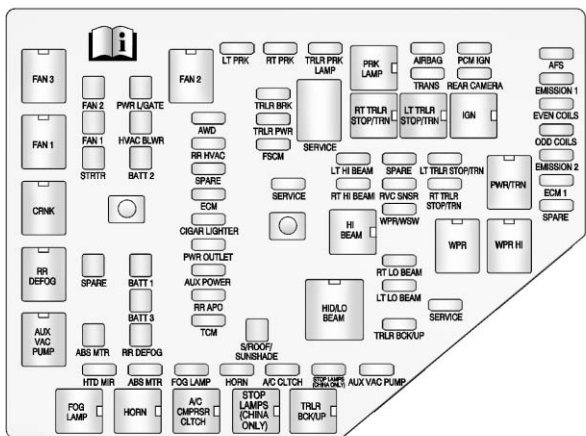 FAN 3
FAN 2
LT PRK
RT PRK
TRLR PRK
LAMP
PRK
LAMP
AIRBAG
PCM IGN
AFS
TRANS
REAR CAMERA
FAN 2
PWR L/GATE
TRLR BRK
EMISSION 1
FAN 1
FAN 1
HVAC BLWR
AWD
TRLR PWR
SERVICE
RT TRLR
STOP/TRN
LT TRLR
STOP/TRN
IGN
EVEN COILS
ODD COILS
STRTR
BATT 2
RR HVAC
FSCM
EMISSION 2
SPARE
LT HI BEAM
SPARE
LT TRLR STOP/TRN
PWR/TRN
ECM 1
CRNK
ECM
SERVICE
RT HI BEAM
RVC SNSR
RT TRLR
STOP/TRN
SPARE
CIGAR LIGHTER
HI
BEAM
WPR/WSW
WPR
WPR HI
PWR OUTLET
RR
DEFOG
SPARE
BATT 1
AUX POWER
RT LO BEAM
BATT 3
RR APO
HID/LO
BEAM
LT LO BEAM
SERVICE
AUX
VAC
PUMP
ABS MTR
RR DEFOG
TCM
S/ROOF/
SUNSHADE
TRLR BCK/UP
HTD MIR
ABS MTR
FOG LAMP
HORN
A/C CLTCH
STOP LAMPS
(CHINA ONLY)
AUX VAC PUMP
FOG
LAMP
HORN
A/C
CMPRSR
CLTCH
STOP
LAMPS
(CHINA
ONLY)
TRLR
BCK/UP